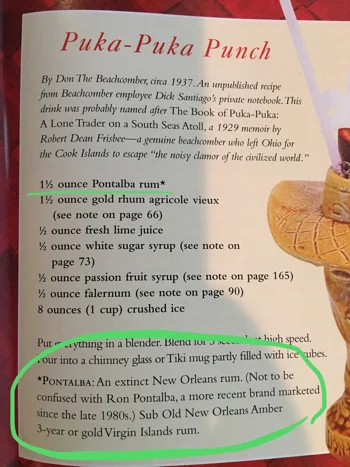 Puka-Puka Punch
By Don The Beachcomber, circa 1937. An unpublished recipe
from Beachcomber employee Dick Santiago's private notebook. This
drink was probably named after The Book of Puka-Puka:
A Lone Trader on a South Seas Atoll, a 1929 memoir by
Robert Dean Frisbee—a genuine beachcomber who left Ohio for
the Cook Islands to escape "the noisy clamor of the civilized world."
1½ ounce Pontalba rum*
1½ ounce gold rhum agricole vieux
(see note on page 66)
½ ounce fresh lime juice
½ ounce white sugar syrup (see note on
page 73)
½ ounce passion fruit syrup (see note on page 165)
½ ounce falernum (see note on page 90)
8 ounces (1 cup) crushed ice
Put everything in a blender. Blend for 5 seconds at high speed.
Pour into a chimney glass or Tiki mug partly filled with ice cubes.
*PONTALBA: An extinct New Orleans rum. (Not to be
confused with Ron Pontalba, a more recent brand marketed
since the late 1980s.) Sub Old New Orleans Amber
3-year or gold Virgin Islands rum.